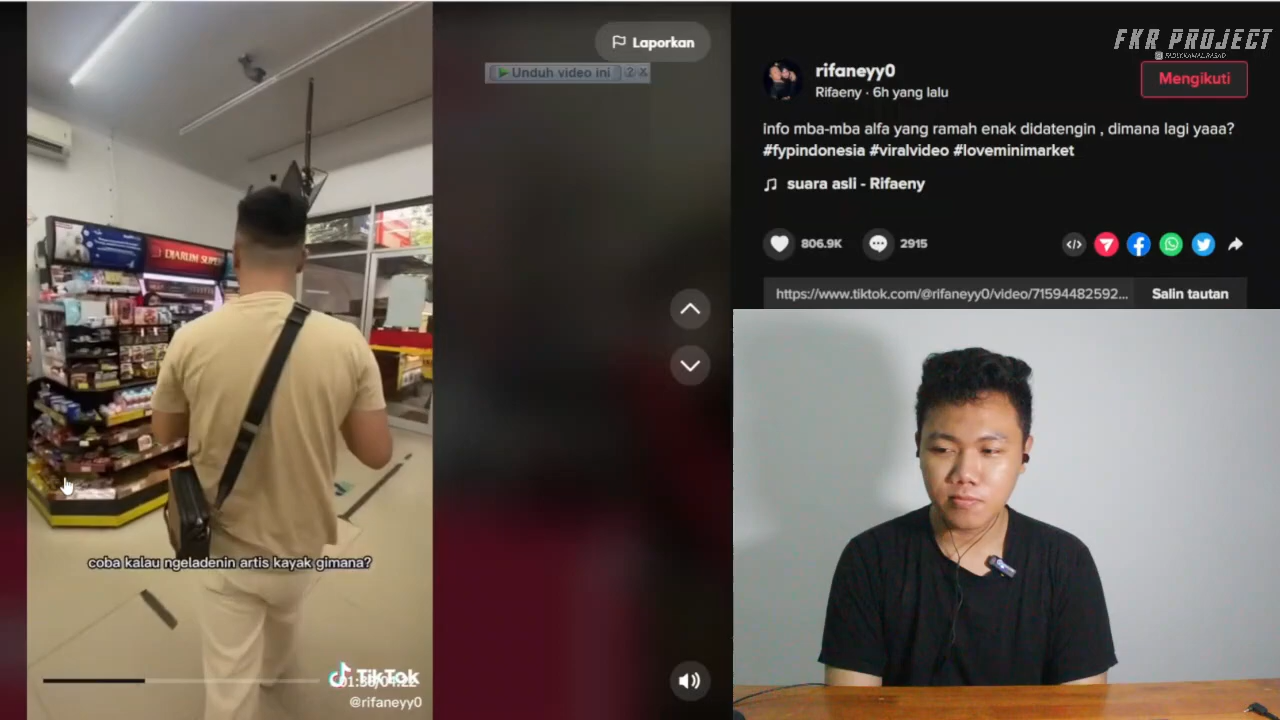 FKR PROJECT
Laporkan
Unduh video ini
?
X
rifaneyy0
Rifaeny · 6h yang lalu
Mengikuti
info mba-mba alfa yang ramah enak didatengin , dimana lagi yaaa?
#fypindonesia #viralvideo #loveminimarket
suara asli - Rifaeny
806.9K
2915
https://www.tiktok.com/@rifaneyy0/video/71594482592...
Salin tautan
DJARUM SUPER
coba kalau ngeladenin artis kayak gimana?
TikTok
@rifaneyy0